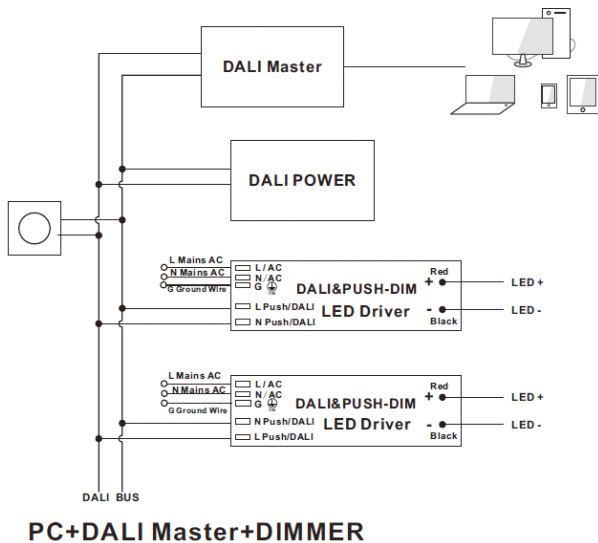 DALI Master
DALI POWER
L Mains AC
N Mains AC
G Ground Wire
L/AC
N/AC
G
L Push/DALI
N Push/DALI
DALI&PUSH-DIM
LED Driver
Red
+
-
Black
LED +
LED -
L Mains AC
N Mains AC
G Ground Wire
L/AC
N/AC
G
N Push/DALI
L Push/DALI
DALI&PUSH-DIM
LED Driver
Red
+
-
Black
LED +
LED -
DALI BUS
PC+DALI Master+DIMMER